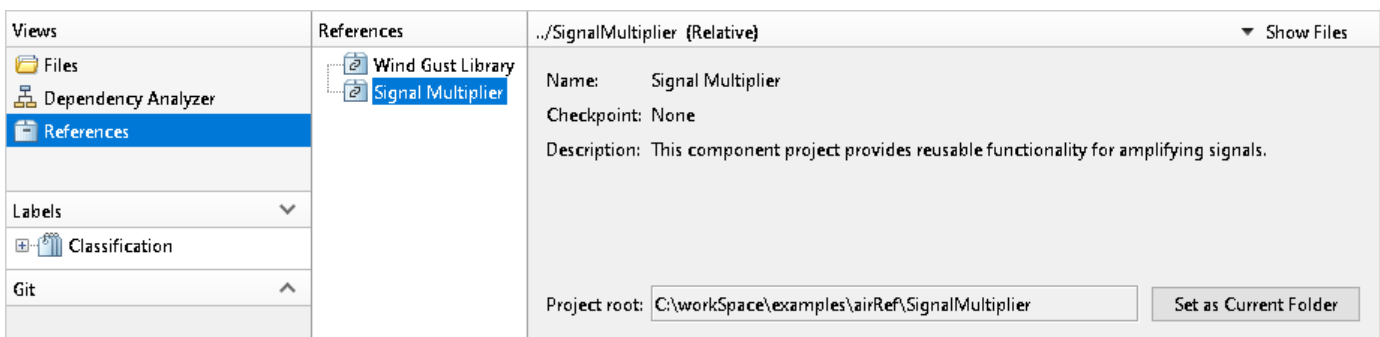 Views
Files
Dependency Analyzer
References
Labels
Classification
Git
References
Wind Gust Library
Signal Multiplier
../SignalMultiplier (Relative)
Show Files
Name: Signal Multiplier
Checkpoint: None
Description: This component project provides reusable functionality for amplifying signals.
Project root: C:\workSpace\examples\airRef\SignalMultiplier
Set as Current Folder